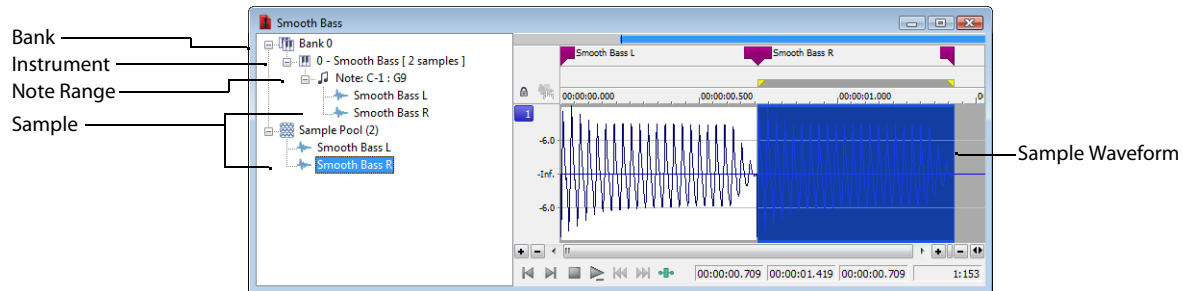 Smooth Bass
Bank
Instrument
Note Range
Sample
Bank 0
0 - Smooth Bass [ 2 samples ]
Note: C-1 : G9
Smooth Bass L
Smooth Bass R
Sample Pool (2)
Smooth Bass L
Smooth Bass R
Smooth Bass L Smooth Bass R
00:00:00.000 00:00:00.500 00:00:01.000
1
-6.0
-Inf.
-6.0
Sample Waveform
00:00:00.709 00:00:01.419 00:00:00.709 1:153